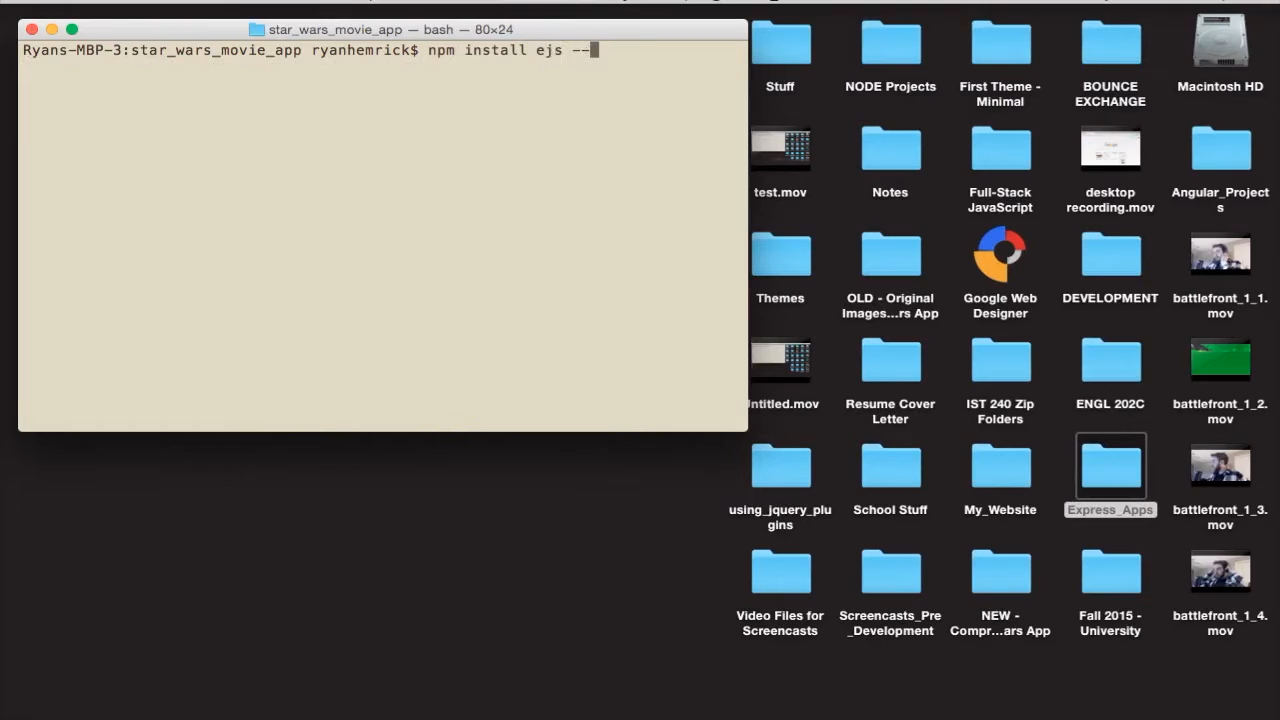 star_wars_movie_app — bash — 80×24
Ryans-MBP-3:star_wars_movie_app ryanhemrick$ npm install ejs --
Stuff
NODE Projects
First Theme -
Minimal
BOUNCE
EXCHANGE
Macintosh HD
test.mov
Notes
Full-Stack
JavaScript
desktop
recording.mov
Angular_Project
s
Themes
OLD - Original
Images...rs App
Google Web
Designer
DEVELOPMENT
battlefront_1_1.
mov
Untitled.mov
Resume Cover
Letter
IST 240 Zip
Folders
ENGL 202C
battlefront_1_2.
mov
using_jquery_plu
gins
School Stuff
My_Website
Express_Apps
battlefront_1_3.
mov
Video Files for
Screencasts
Screencasts_Pre
_Development
NEW -
Compr...ars App
Fall 2015 -
University
battlefront_1_4.
mov